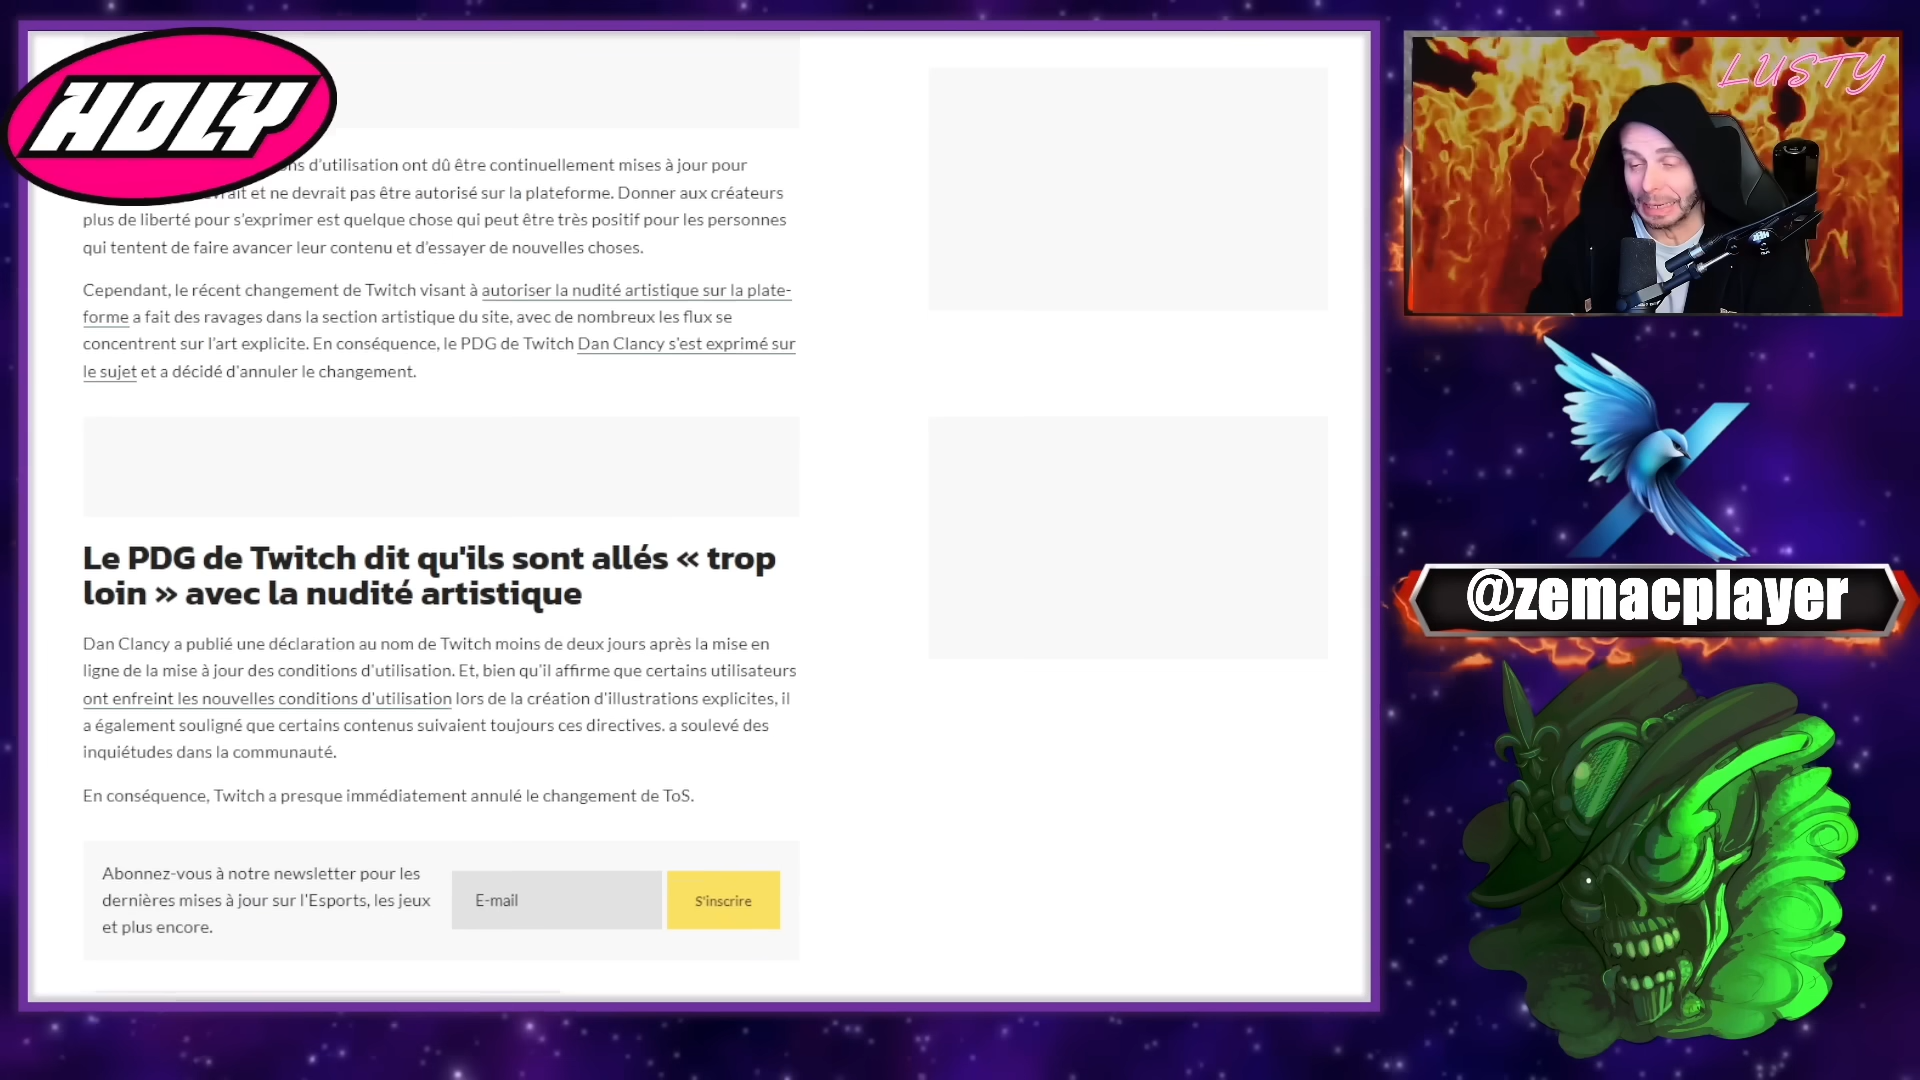 HOLY
LUSTY
ns d’utilisation ont dû être continuellement mises à jour pour
rait et ne devrait pas être autorisé sur la plateforme. Donner aux créateurs
plus de liberté pour s’exprimer est quelque chose qui peut être très positif pour les personnes
qui tentent de faire avancer leur contenu et d’essayer de nouvelles choses.
Cependant, le récent changement de Twitch visant à autoriser la nudité artistique sur la plate-
forme a fait des ravages dans la section artistique du site, avec de nombreux les flux se
concentrent sur l’art explicite. En conséquence, le PDG de Twitch Dan Clancy s’est exprimé sur
le sujet et a décidé d’annuler le changement.
Le PDG de Twitch dit qu'ils sont allés « trop
loin » avec la nudité artistique
Dan Clancy a publié une déclaration au nom de Twitch moins de deux jours après la mise en
ligne de la mise à jour des conditions d’utilisation. Et, bien qu’il affirme que certains utilisateurs
ont enfreint les nouvelles conditions d’utilisation lors de la création d’illustrations explicites, il
a également souligné que certains contenus suivaient toujours ces directives. a soulevé des
inquiétudes dans la communauté.
En conséquence, Twitch a presque immédiatement annulé le changement de ToS.
Abonnez-vous à notre newsletter pour les
dernières mises à jour sur l'Esports, les jeux
et plus encore.
E-mail
S'inscrire
@zemacplayer